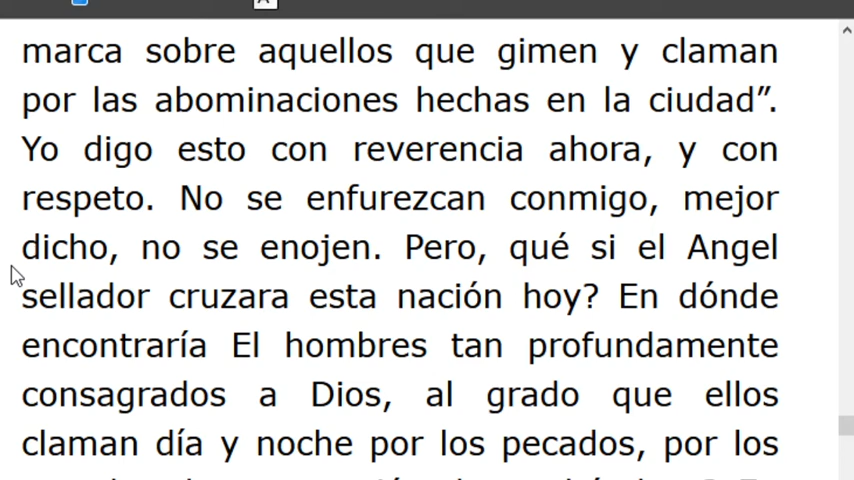 marca sobre aquellos que gimen y claman
por las abominaciones hechas en la ciudad”.
Yo digo esto con reverencia ahora, y con
respeto. No se enfurezcan conmigo, mejor
dicho, no se enojen. Pero, qué si el Angel
sellador cruzara esta nación hoy? En dónde
encontraría El hombres tan profundamente
consagrados a Dios, al grado que ellos
claman día y noche por los pecados, por los